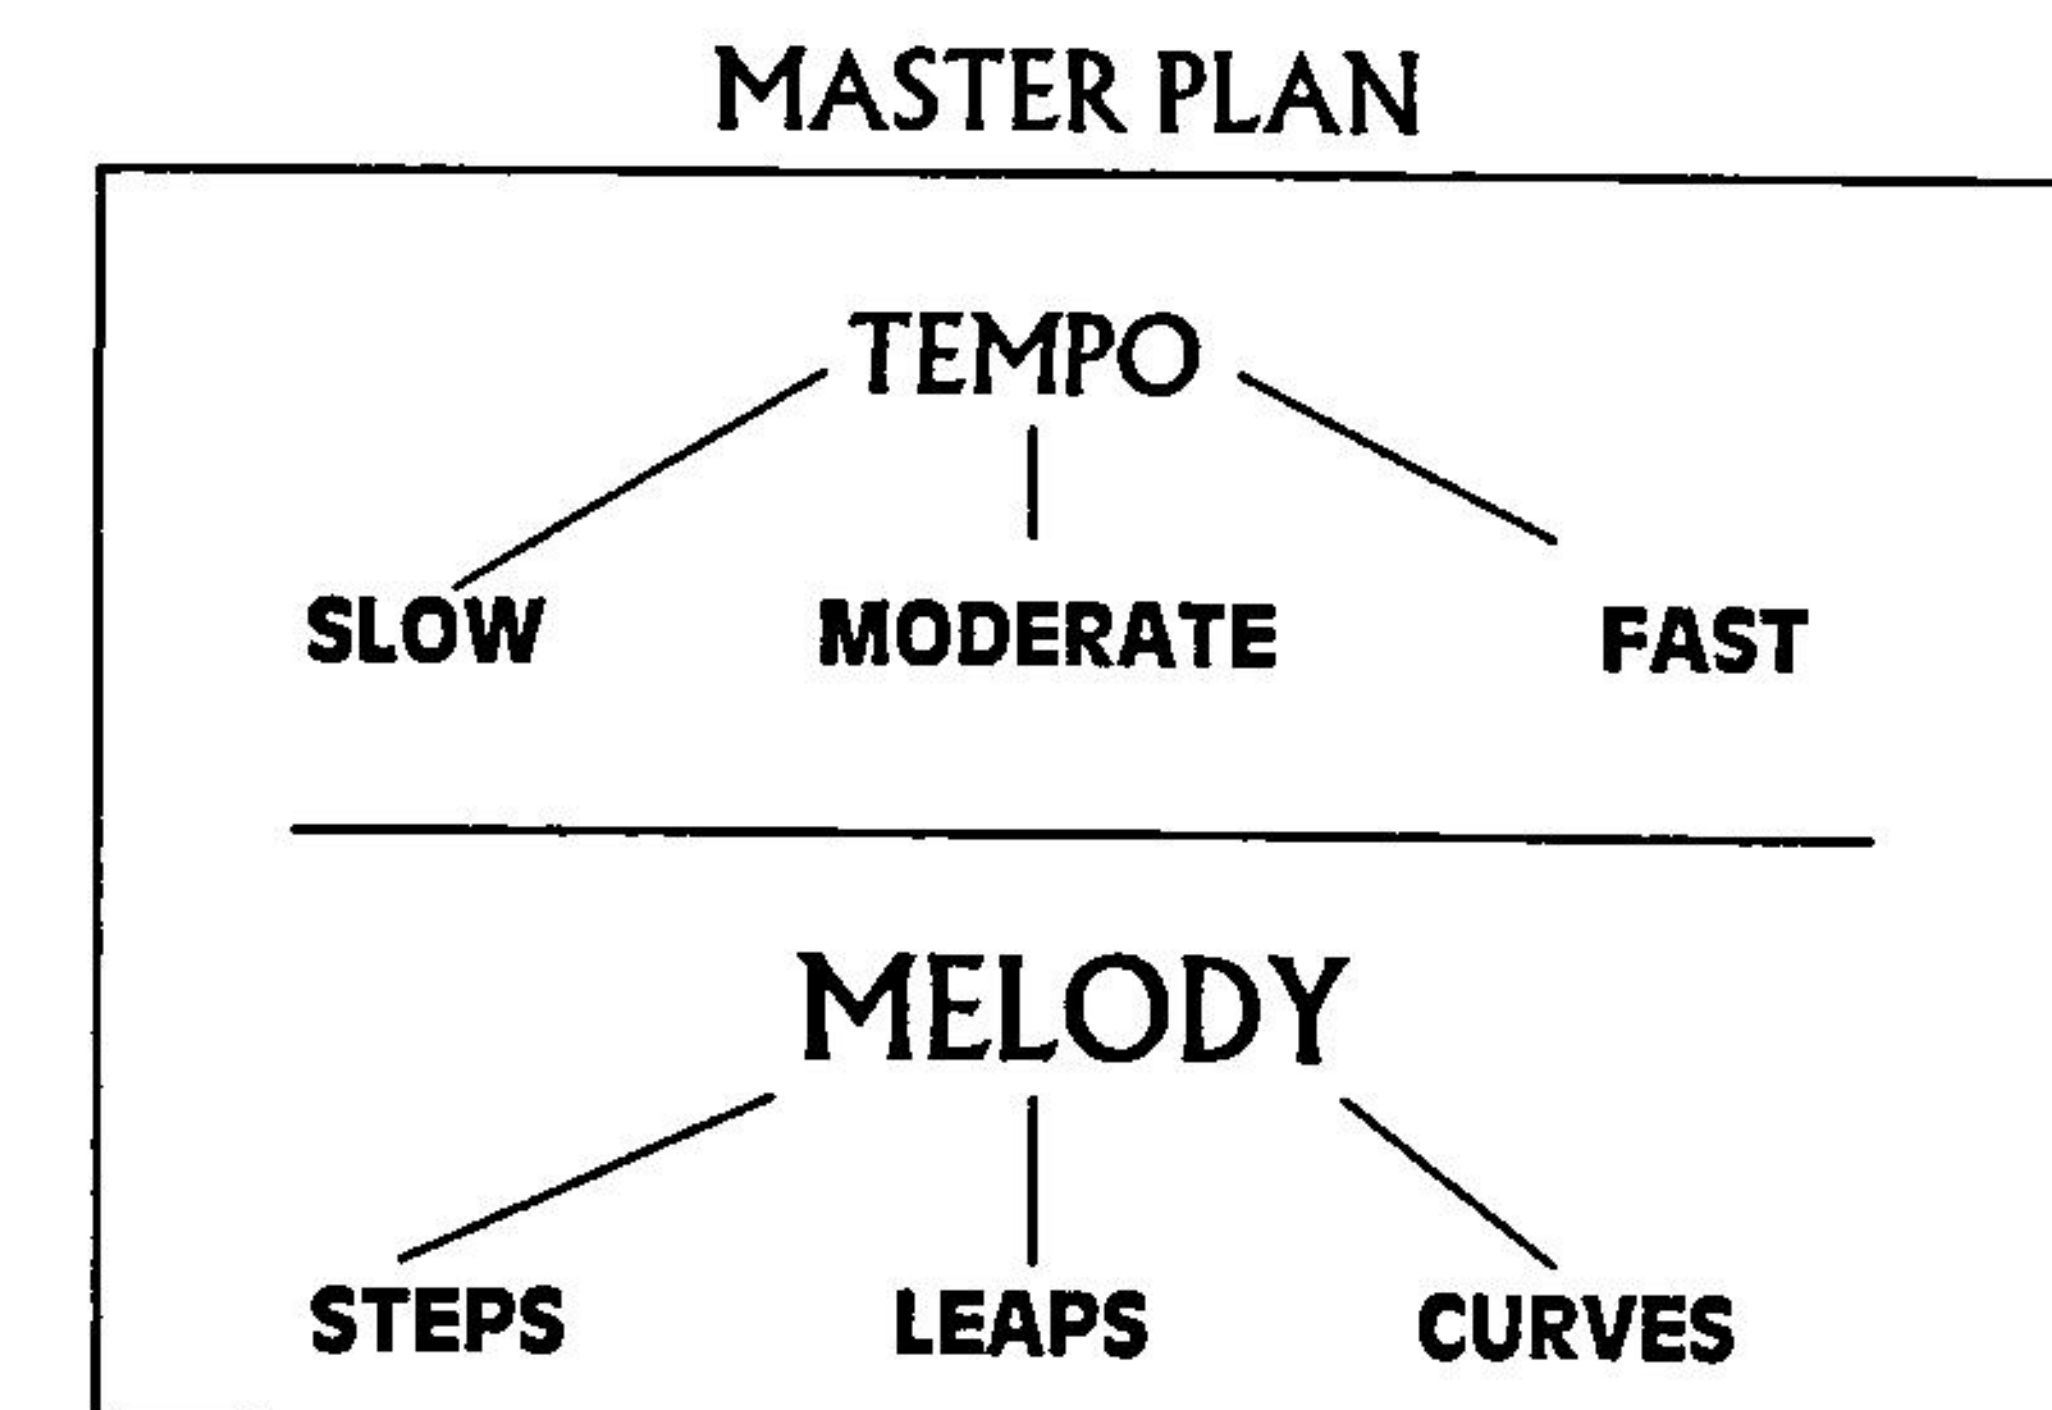 MASTER PLAN
TEMPO
SLOW MODERATE FAST
MELODY
STEPS LEAPS CURVES